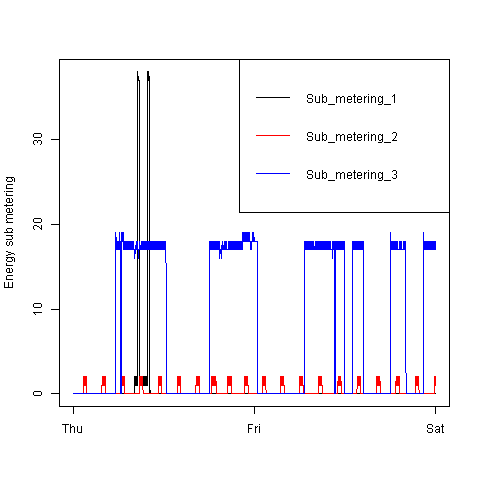 Sub_metering_1
Sub_metering_2
Sub_metering_3
Energy sub metering
30
20
10
0
Thu Fri Sat